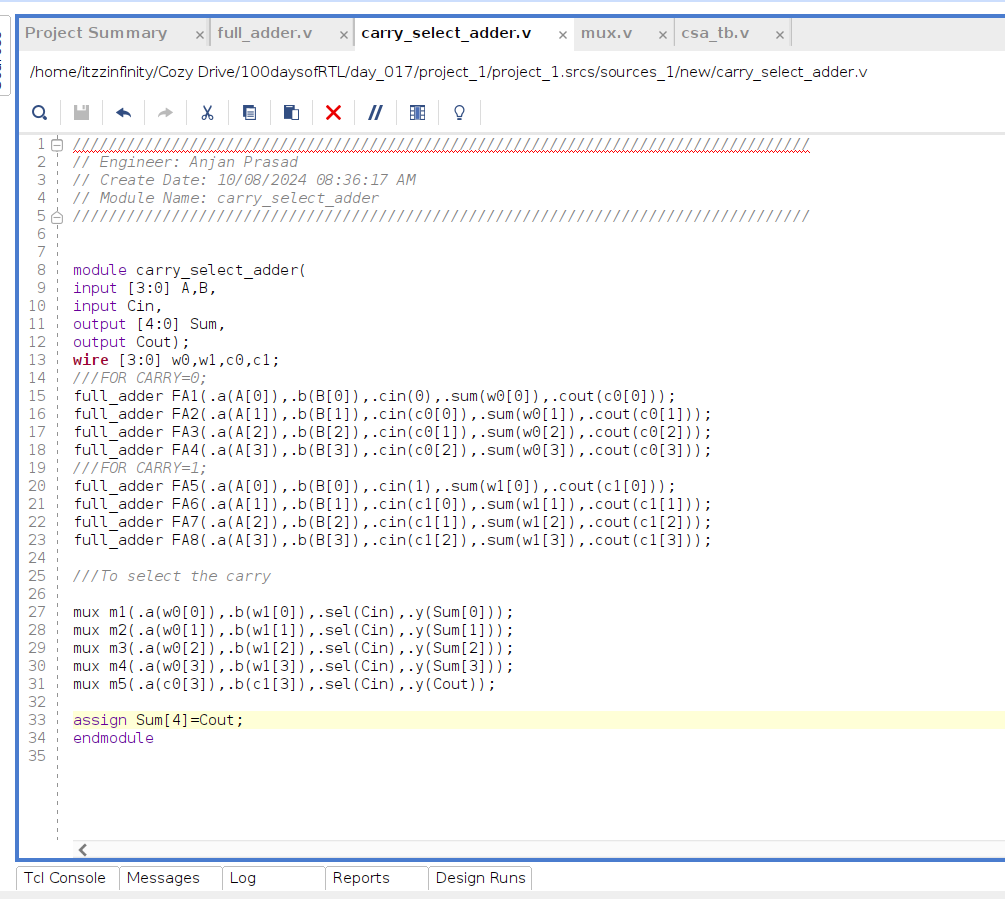 Project Summary × full_adder.v × carry_select_adder.v × mux.v × csa_tb.v ×
/home/itzzinfinity/Cozy Drive/100daysofRTL/day_017/project_1/project_1.srcs/sources_1/new/carry_select_adder.v
1 //////////////////////////////////////////////////////////////////////////////////
2 // Engineer: Anjan Prasad
3 // Create Date: 10/08/2024 08:36:17 AM
4 // Module Name: carry_select_adder
5 //////////////////////////////////////////////////////////////////////////////////
6
7
8 module carry_select_adder(
9 input [3:0] A,B,
10 input Cin,
11 output [4:0] Sum,
12 output Cout);
13 wire [3:0] w0,w1,c0,c1;
14 ///FOR CARRY=0;
15 full_adder FA1(.a(A[0]),.b(B[0]),.cin(0),.sum(w0[0]),.cout(c0[0]));
16 full_adder FA2(.a(A[1]),.b(B[1]),.cin(c0[0]),.sum(w0[1]),.cout(c0[1]));
17 full_adder FA3(.a(A[2]),.b(B[2]),.cin(c0[1]),.sum(w0[2]),.cout(c0[2]));
18 full_adder FA4(.a(A[3]),.b(B[3]),.cin(c0[2]),.sum(w0[3]),.cout(c0[3]));
19 ///FOR CARRY=1;
20 full_adder FA5(.a(A[0]),.b(B[0]),.cin(1),.sum(w1[0]),.cout(c1[0]));
21 full_adder FA6(.a(A[1]),.b(B[1]),.cin(c1[0]),.sum(w1[1]),.cout(c1[1]));
22 full_adder FA7(.a(A[2]),.b(B[2]),.cin(c1[1]),.sum(w1[2]),.cout(c1[2]));
23 full_adder FA8(.a(A[3]),.b(B[3]),.cin(c1[2]),.sum(w1[3]),.cout(c1[3]));
24
25 ///To select the carry
26
27 mux m1(.a(w0[0]),.b(w1[0]),.sel(Cin),.y(Sum[0]));
28 mux m2(.a(w0[1]),.b(w1[1]),.sel(Cin),.y(Sum[1]));
29 mux m3(.a(w0[2]),.b(w1[2]),.sel(Cin),.y(Sum[2]));
30 mux m4(.a(w0[3]),.b(w1[3]),.sel(Cin),.y(Sum[3]));
31 mux m5(.a(c0[3]),.b(c1[3]),.sel(Cin),.y(Cout));
32
33 assign Sum[4]=Cout;
34 endmodule
35
Tcl Console Messages Log Reports Design Runs